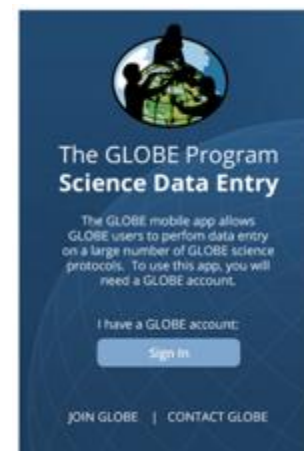 The GLOBE Program
Science Data Entry
The GLOBE mobile app allows
GLOBE users to perfom data entry
on a large number of GLOBE science
protocols. To use this app, you will
need a GLOBE account.
I have a GLOBE account:
Sign In
JOIN GLOBE | CONTACT GLOBE